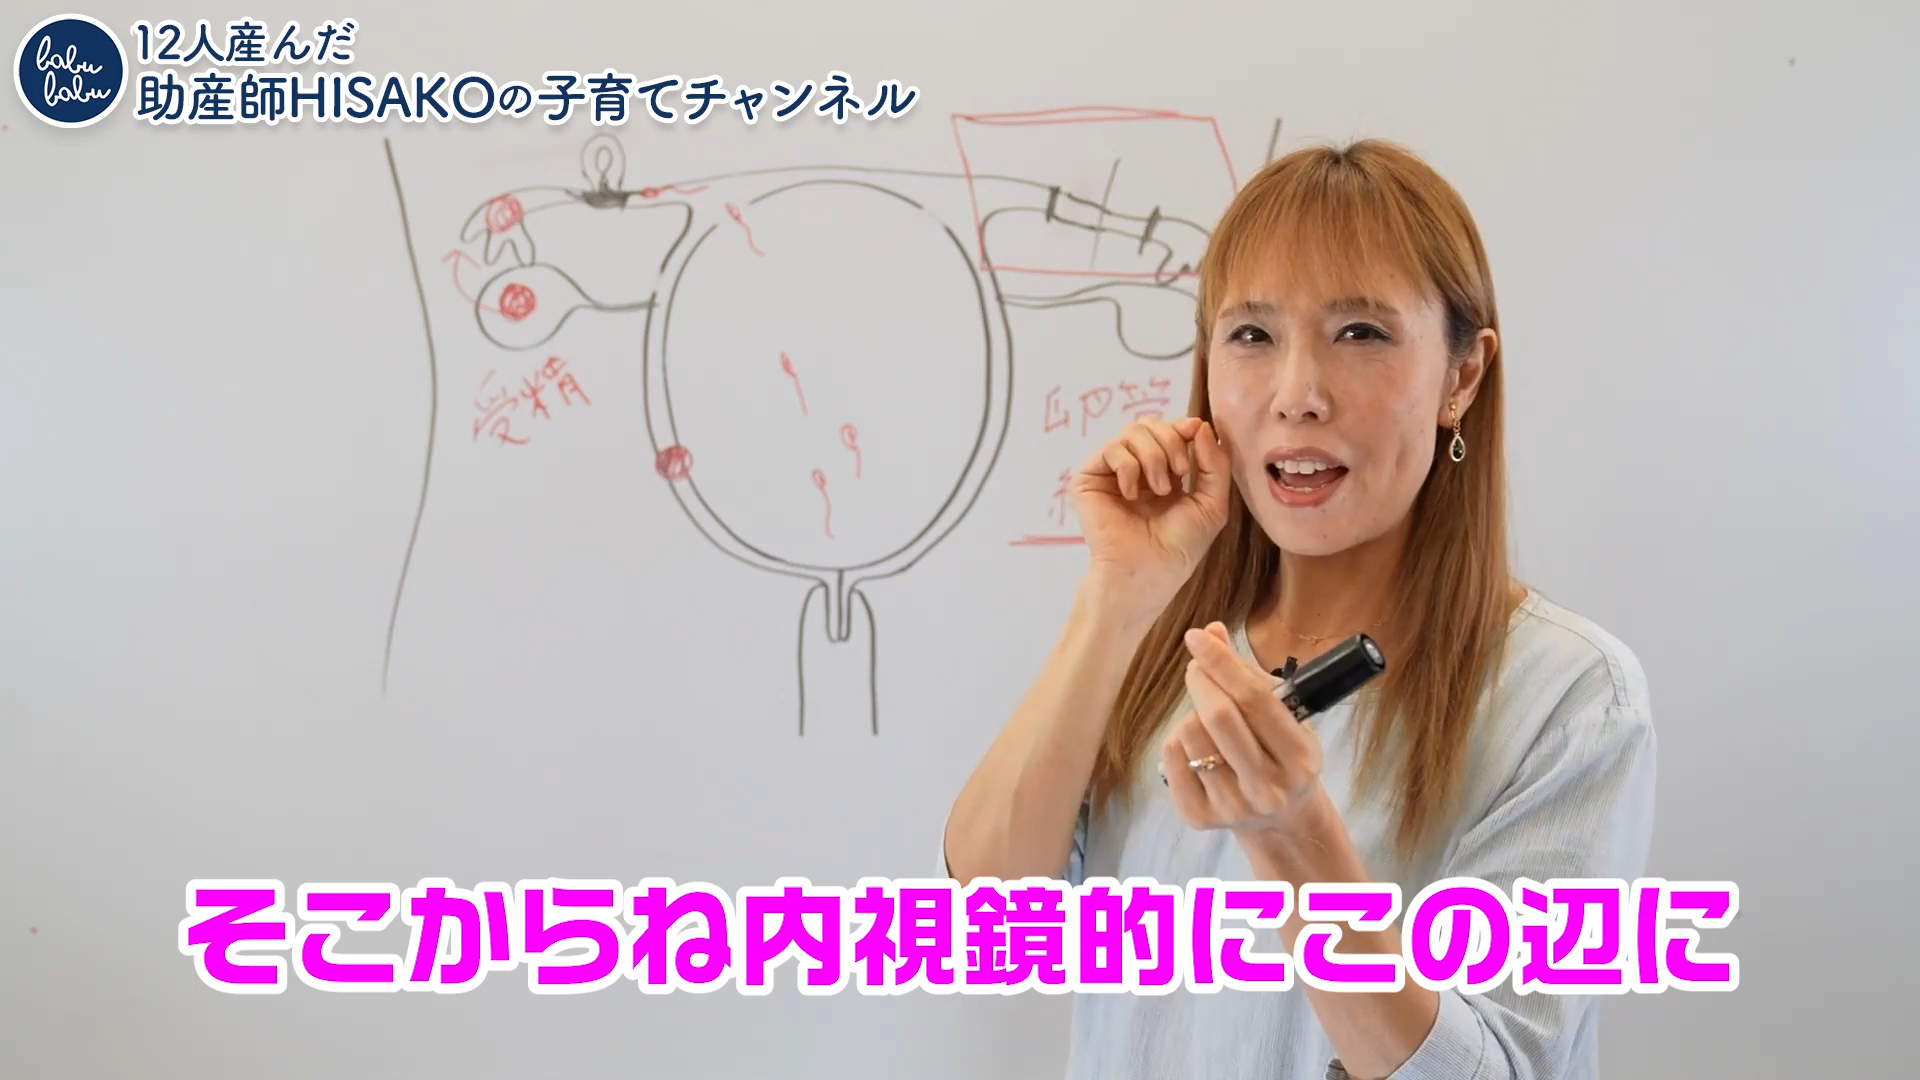 babu
babu
12人産んだ
助産師HISAKOの子育てチャンネル
受精
卵管
そこからね内視鏡的にこの辺に